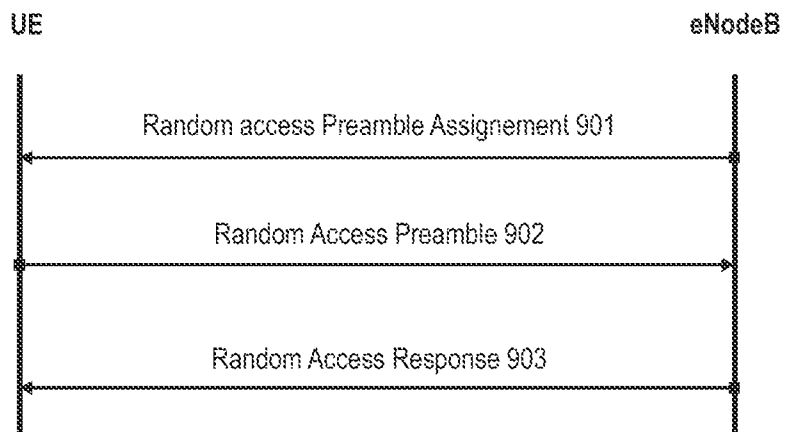 UE
eNodeB
Random access Preamble Assignement 901
Random Access Preamble 902
Random Access Response 903